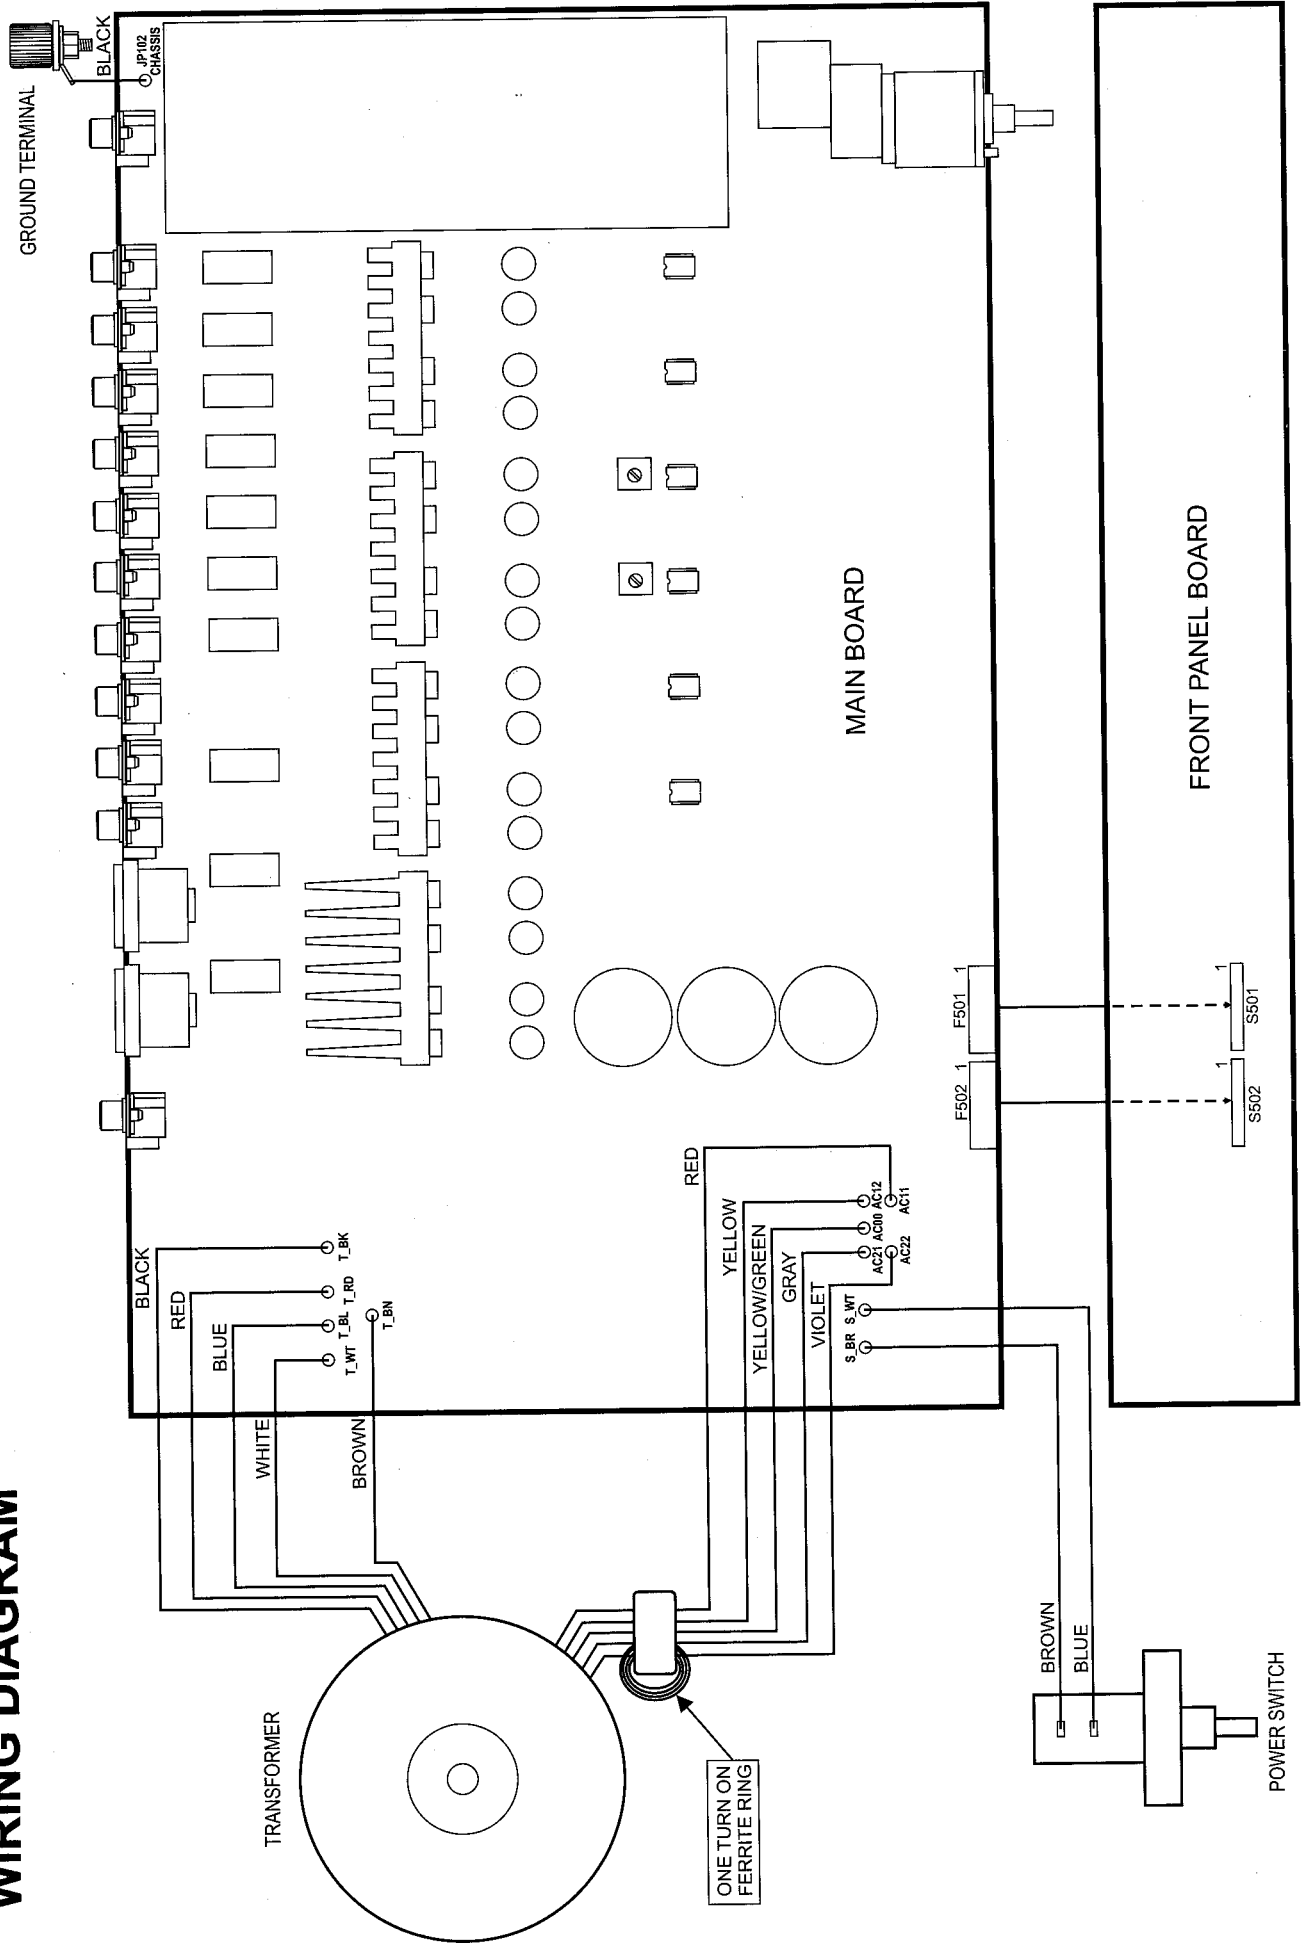 WIRING DIAGRAM
GROUND TERMINAL
BLACK
JP102
CHASSIS
BLACK
RED
BLUE
WHITE
BROWN
T_BK
T_RD
T_BL
T_WT
T_BN
TRANSFORMER
ONE TURN ON
FERRITE RING
RED
YELLOW
YELLOW/GREEN
GRAY
VIOLET
AC12
AC11
AC00
AC21
AC22
S_WT
S_BR
MAIN BOARD
F501 1
F502 1
FRONT PANEL BOARD
1
S501
1
S502
BROWN
BLUE
POWER SWITCH